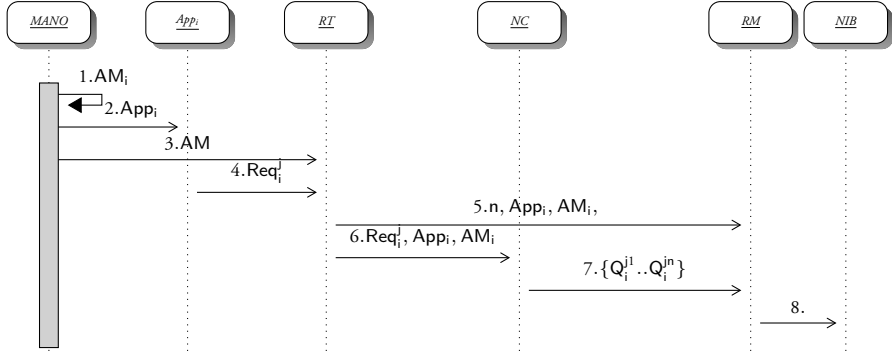 MANO App_i RT NC RM NIB
1.AM_i
2.App_i
3.AM
4.Req_i^j
5.n, App_i, AM_i,
6.Req_i^j, App_i, AM_i
7.{Q_i^{j1}..Q_i^{jn}}
8.